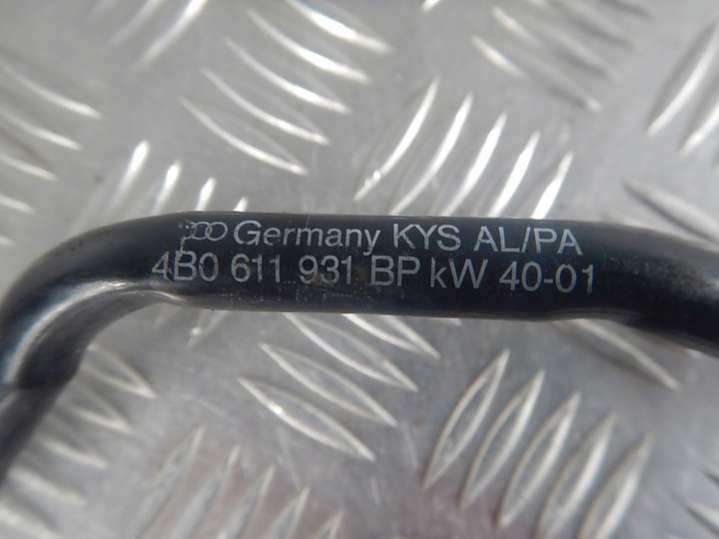 Germany KYS AL/PA
4B0 611 931 BP kW 40-01